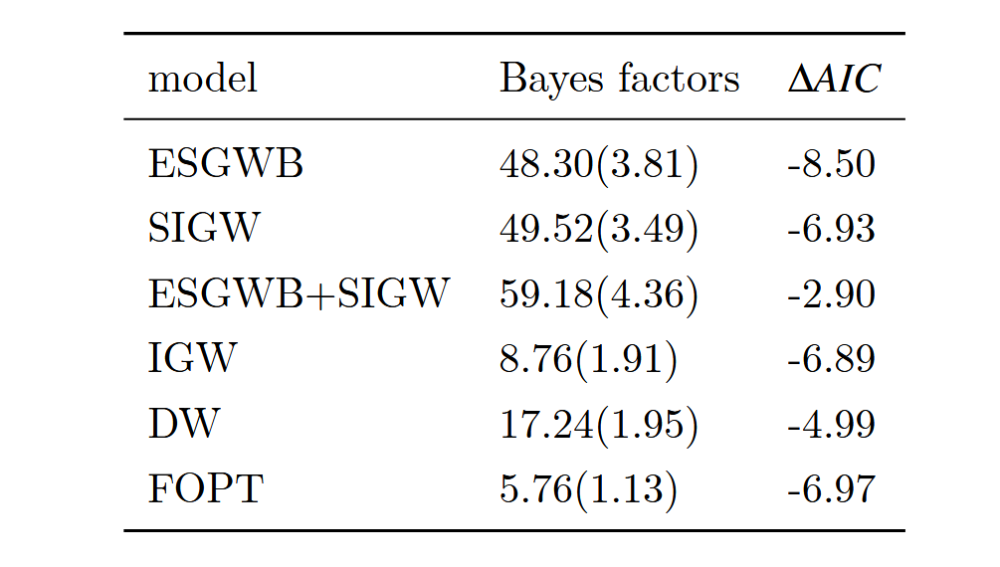 model Bayes factors ΔAIC
ESGWB 48.30(3.81) -8.50
SIGW 49.52(3.49) -6.93
ESGWB+SIGW 59.18(4.36) -2.90
IGW 8.76(1.91) -6.89
DW 17.24(1.95) -4.99
FOPT 5.76(1.13) -6.97